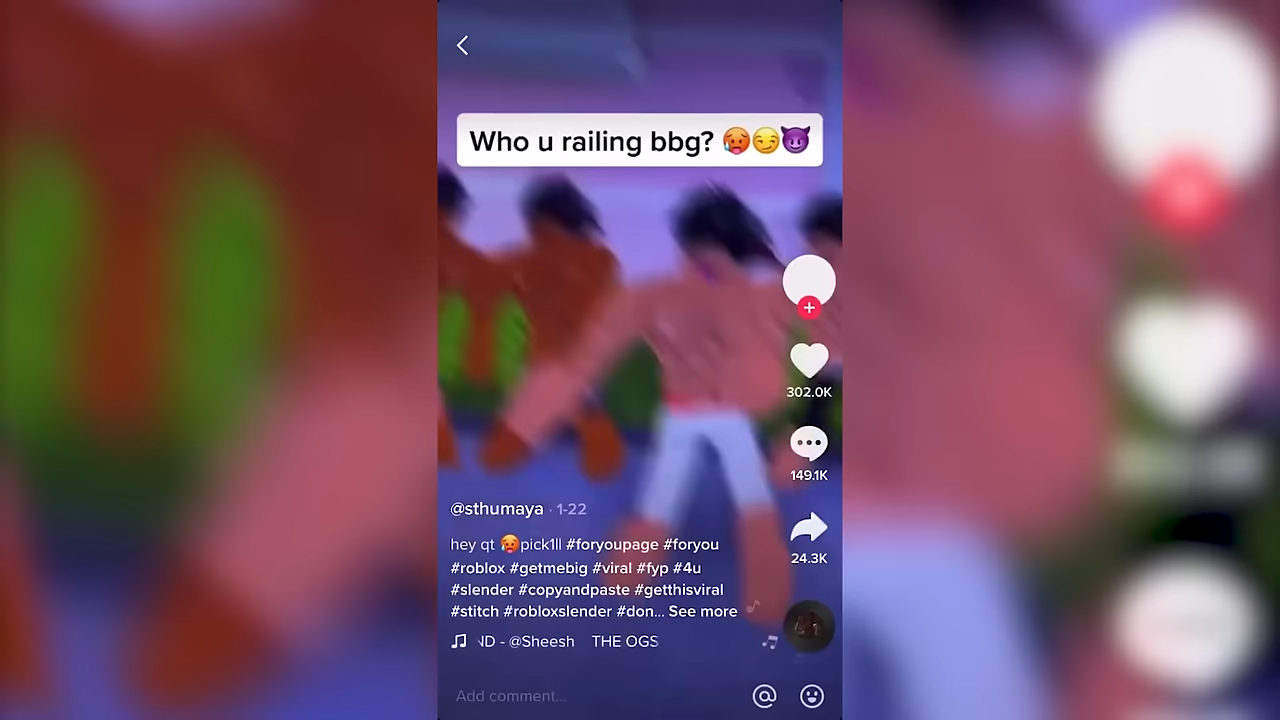 Who u railing bbg? 🥵😏😈
302.0K
149.1K
24.3K
@sthumaya · 1-22
hey qt 🥵pick1ll #foryoupage #foryou
#roblox #getmebig #viral #fyp #4u
#slender #copyandpaste #getthisviral
#stitch #robloxslender #don... See more
ND - @Sheesh THE OGS
Add comment...